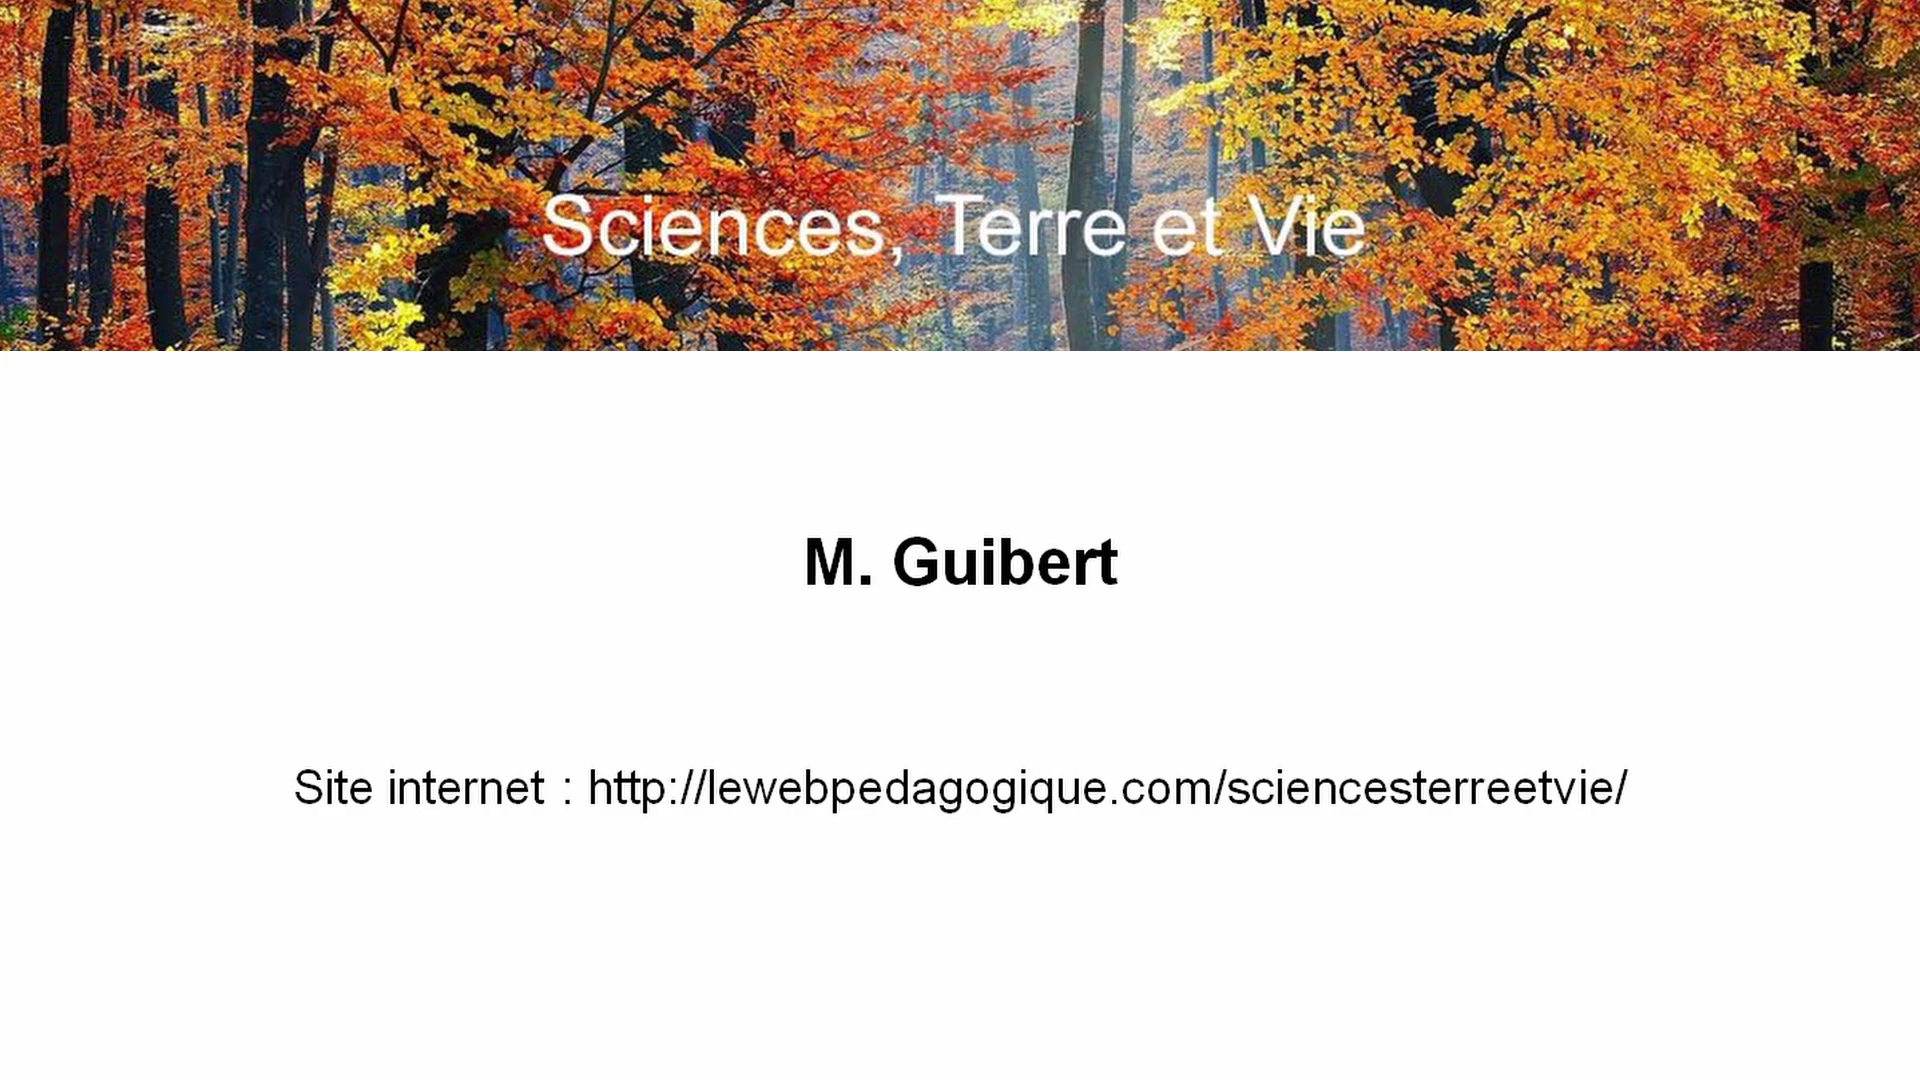 Sciences, Terre et Vie
M. Guibert
Site internet : http://lewebpedagogique.com/sciencesterreetvie/